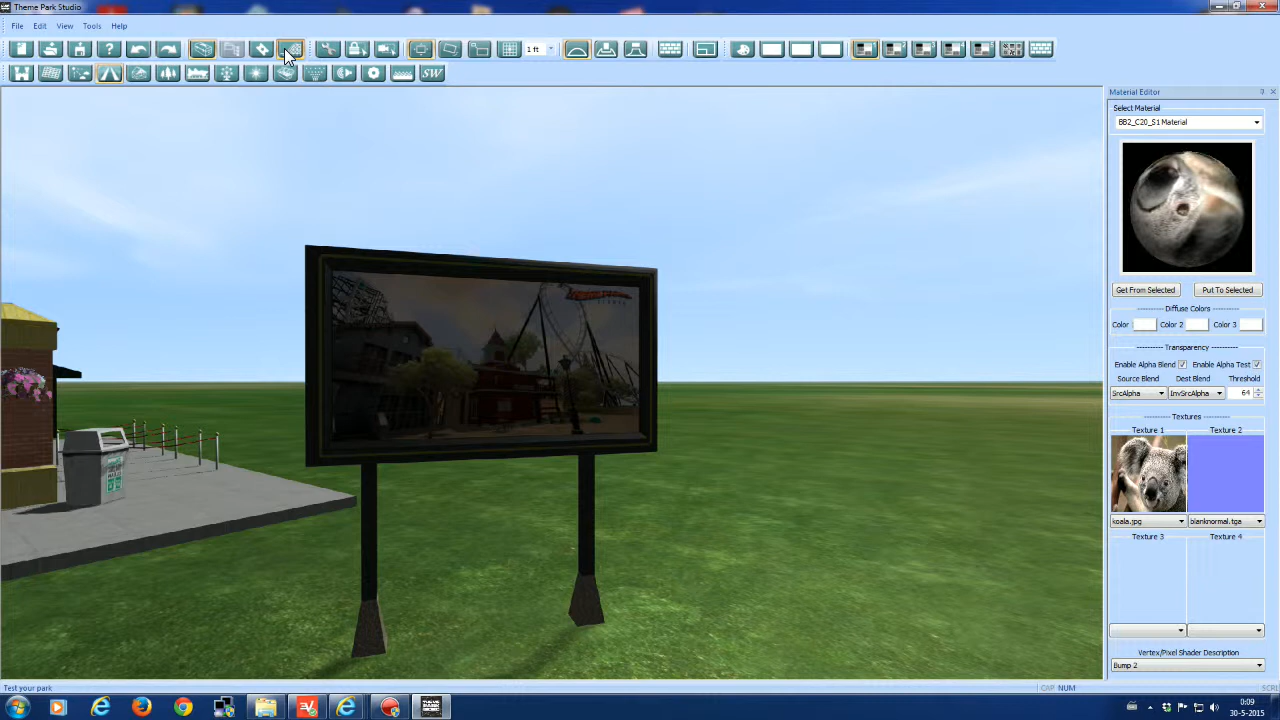 Theme Park Studio
File Edit View Tools Help
1 ft
SW
Material Editor
Select Material
BB2_C20_S1 Material
Get From Selected Put To Selected
Diffuse Colors
Color Color 2 Color 3
Transparency
Enable Alpha Blend Enable Alpha Test
Source Blend Dest Blend Threshold
SrcAlpha InvSrcAlpha 64
Textures
Texture 1 Texture 2
koala.jpg blanknormal.tga
Texture 3 Texture 4
Vertex/Pixel Shader Description
Bump 2
Test your park
CAP NUM SCRL
0:09
30-5-2015